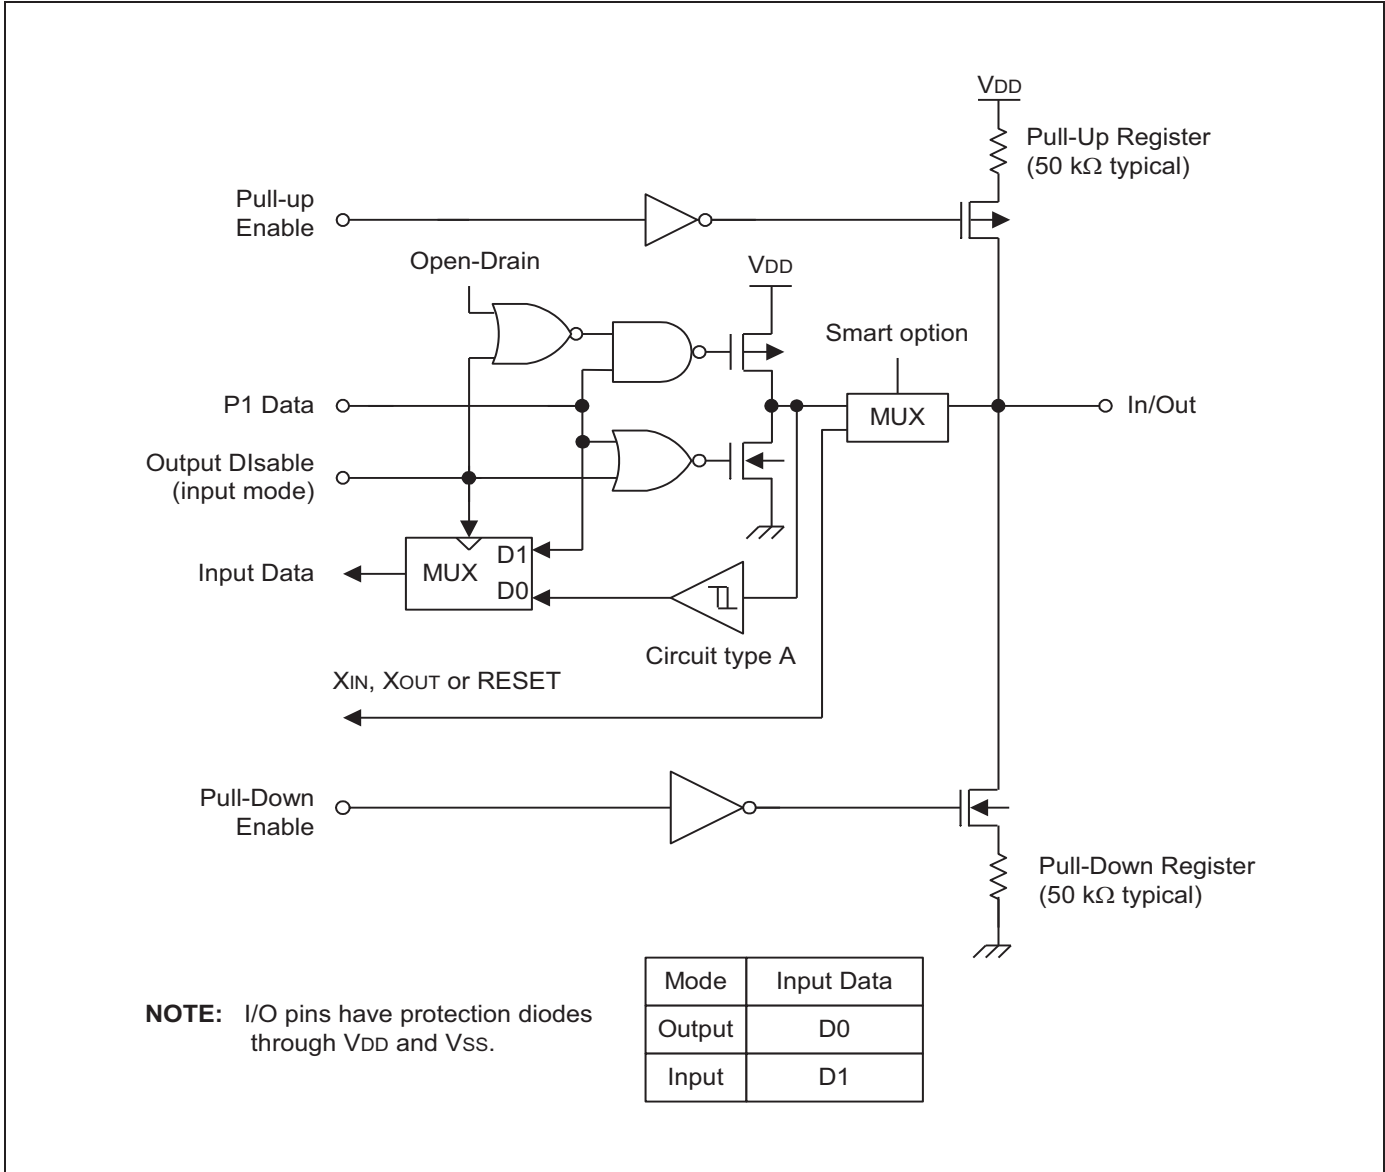 VDD
Pull-Up Register
(50 kΩ typical)
Pull-up
Enable
Open-Drain
VDD
Smart option
P1 Data
MUX
In/Out
Output DIsable
(input mode)
D1
Input Data
MUX
D0
Circuit type A
XIN, XOUT or RESET
Pull-Down
Enable
Pull-Down Register
(50 kΩ typical)
Mode Input Data
Output D0
Input D1
NOTE: I/O pins have protection diodes
through VDD and VSS.